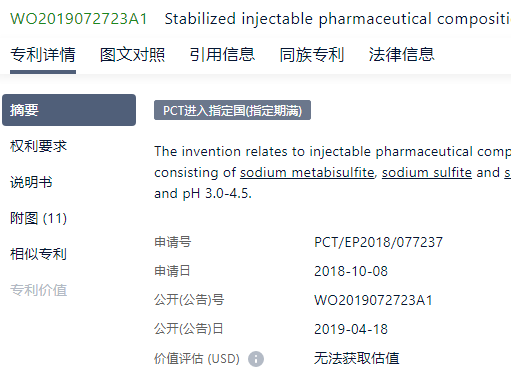 WO2019072723A1 Stabilized injectable pharmaceutical
专利详情 图文对照 引用信息 同族专利 法律信息
摘要
权利要求
说明书
附图 (11)
相似专利
专利价值
PCT进入指定国(指定期满)
The invention relates to injectable pharmaceutical
consisting of sodium metabisulfite, sodium sulfite and
and pH 3.0-4.5.
申请号 PCT/EP2018/077237
申请日 2018-10-08
公开(公告)号 WO2019072723A1
公开(公告)日 2019-04-18
价值评估 (USD) i 无法获取估值